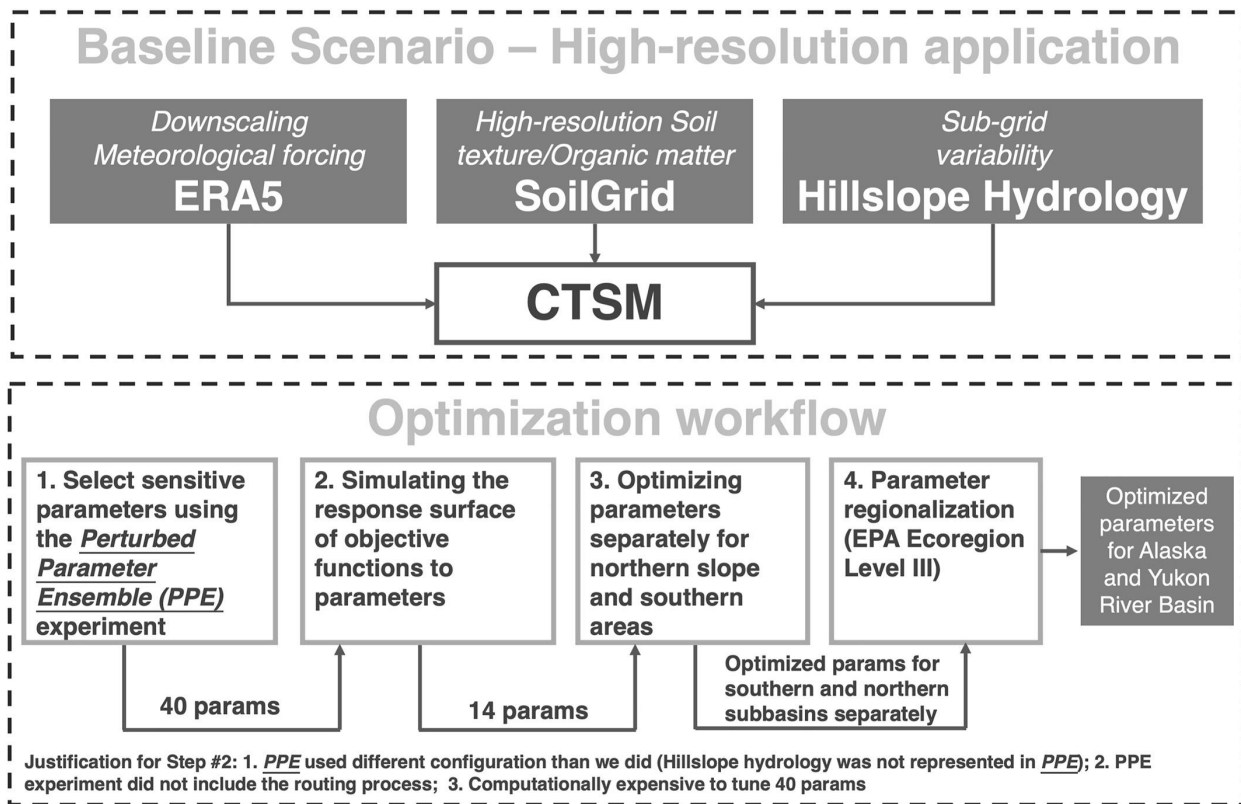 Baseline Scenario – High-resolution application
Downscaling
Meteorological forcing
ERA5
High-resolution Soil
texture/Organic matter
SoilGrid
Sub-grid
variability
Hillslope Hydrology
CTSM
Optimization workflow
1. Select sensitive
parameters using
the Perturbed
Parameter
Ensemble (PPE)
experiment
2. Simulating the
response surface
of objective
functions to
parameters
3. Optimizing
parameters
separately for
northern slope
and southern
areas
4. Parameter
regionalization
(EPA Ecoregion
Level III)
Optimized
parameters
for Alaska
and Yukon
River Basin
40 params
14 params
Optimized params for
southern and northern
subbasins separately
Justification for Step #2: 1. PPE used different configuration than we did (Hillslope hydrology was not represented in PPE); 2. PPE
experiment did not include the routing process; 3. Computationally expensive to tune 40 params